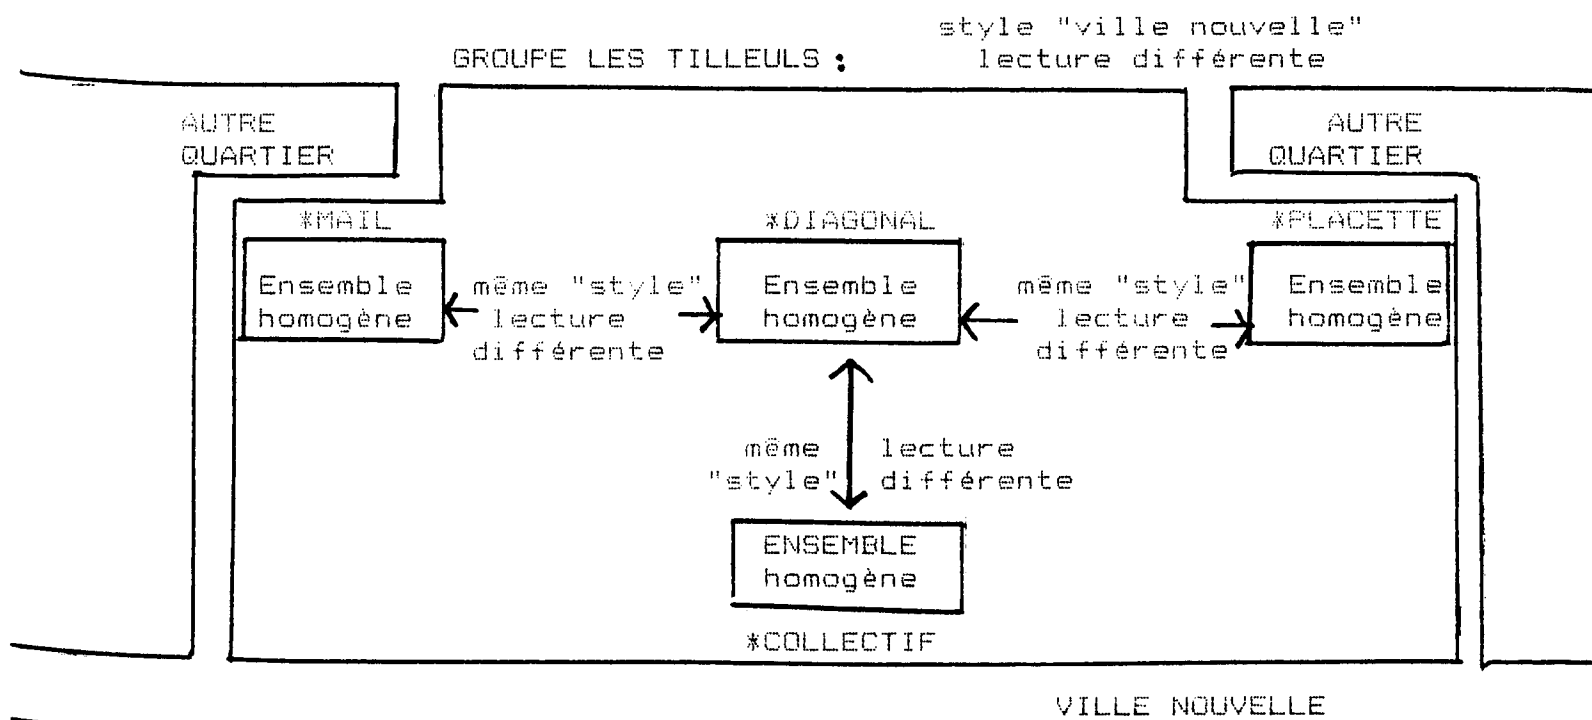 style "ville nouvelle"
GROUPE LES TILLEULS : lecture différente
AUTRE
QUARTIER
AUTRE
QUARTIER
*MAIL
*DIAGONAL
*PLACETTE
Ensemble
homogène
même "style"
lecture
différente
Ensemble
homogène
même "style"
lecture
différente
Ensemble
homogène
même
"style"
lecture
différente
ENSEMBLE
homogène
*COLLECTIF
VILLE NOUVELLE